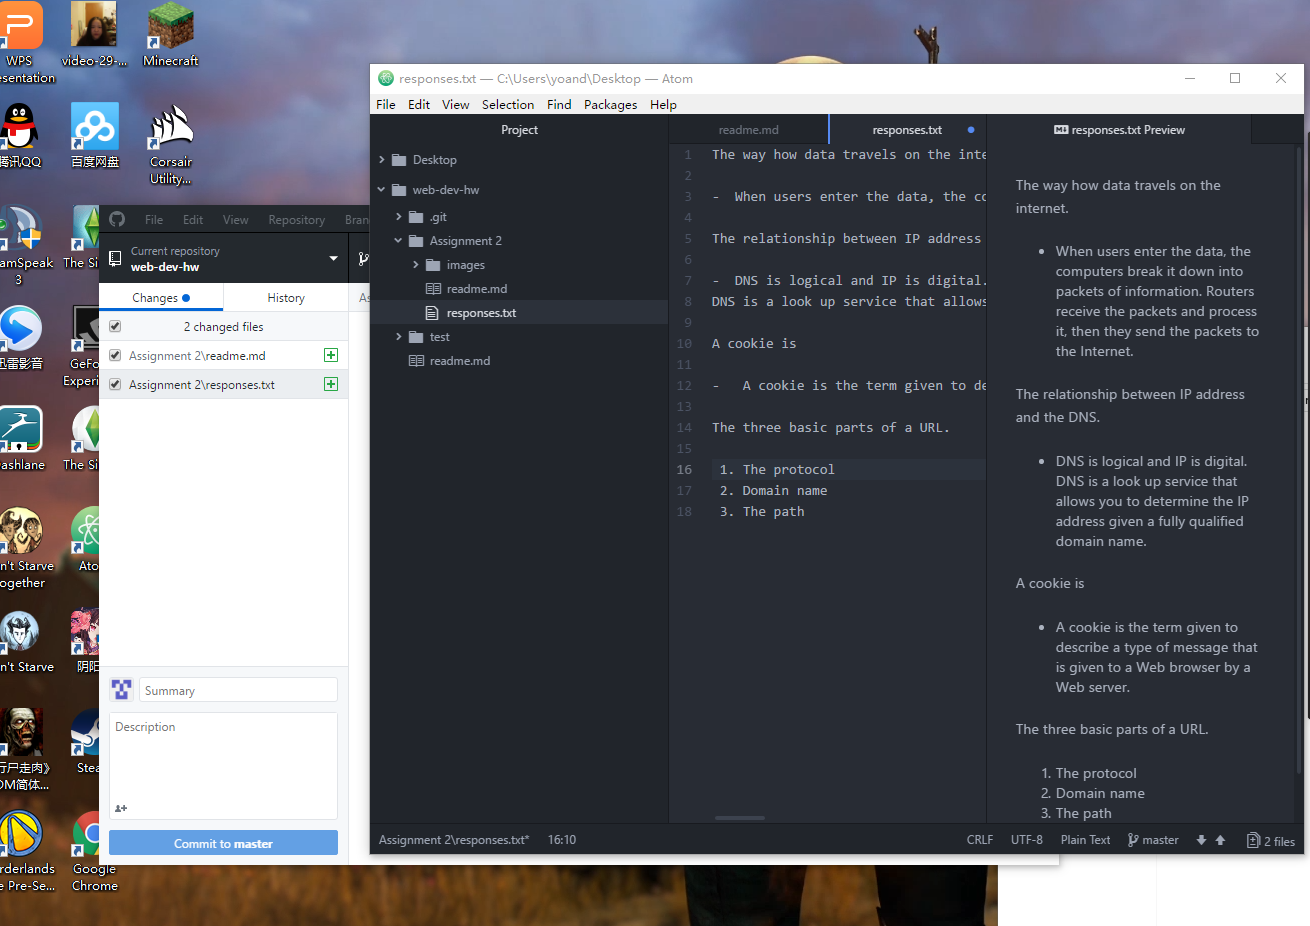 WPS
esentation
video-29-...
Minecraft
腾讯QQ
百度网盘
Corsair
Utility...
amSpeak
3
The Si
迅雷影音
GeFo
Experi
ashlane
The Si
n't Starve
ogether
Ato
n't Starve
阴阳
行尸走肉》
OM简体...
Stea
rderlands
e Pre-Se...
Google
Chrome
File Edit View Repository Bran
Current repository
web-dev-hw
Changes History
As
2 changed files
Assignment 2\readme.md
Assignment 2\responses.txt
Summary
Description
Commit to master
responses.txt — C:\Users\yoand\Desktop — Atom
File Edit View Selection Find Packages Help
Project
Desktop
web-dev-hw
.git
Assignment 2
images
readme.md
responses.txt
test
readme.md
readme.md responses.txt
1 The way how data travels on the inte
2
3 - When users enter the data, the co
4
5 The relationship between IP address
6
7 - DNS is logical and IP is digital.
8 DNS is a look up service that allows
9
10 A cookie is
11
12 - A cookie is the term given to de
13
14 The three basic parts of a URL.
15
16 1. The protocol
17 2. Domain name
18 3. The path
responses.txt Preview
The way how data travels on the
internet.
• When users enter the data, the
computers break it down into
packets of information. Routers
receive the packets and process
it, then they send the packets to
the Internet.
The relationship between IP address
and the DNS.
• DNS is logical and IP is digital.
DNS is a look up service that
allows you to determine the IP
address given a fully qualified
domain name.
A cookie is
• A cookie is the term given to
describe a type of message that
is given to a Web browser by a
Web server.
The three basic parts of a URL.
1. The protocol
2. Domain name
3. The path
Assignment 2\responses.txt* 16:10
CRLF UTF-8 Plain Text master 2 files